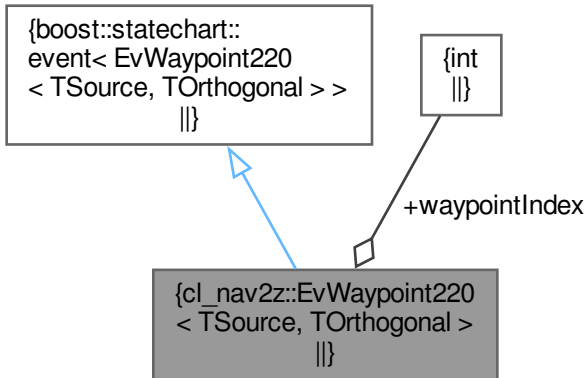 {boost::statechart::
event< EvWaypoint220
< TSource, TOrthogonal > >
||}
{int
||}
+waypointIndex
{cl_nav2z::EvWaypoint220
< TSource, TOrthogonal >
||}